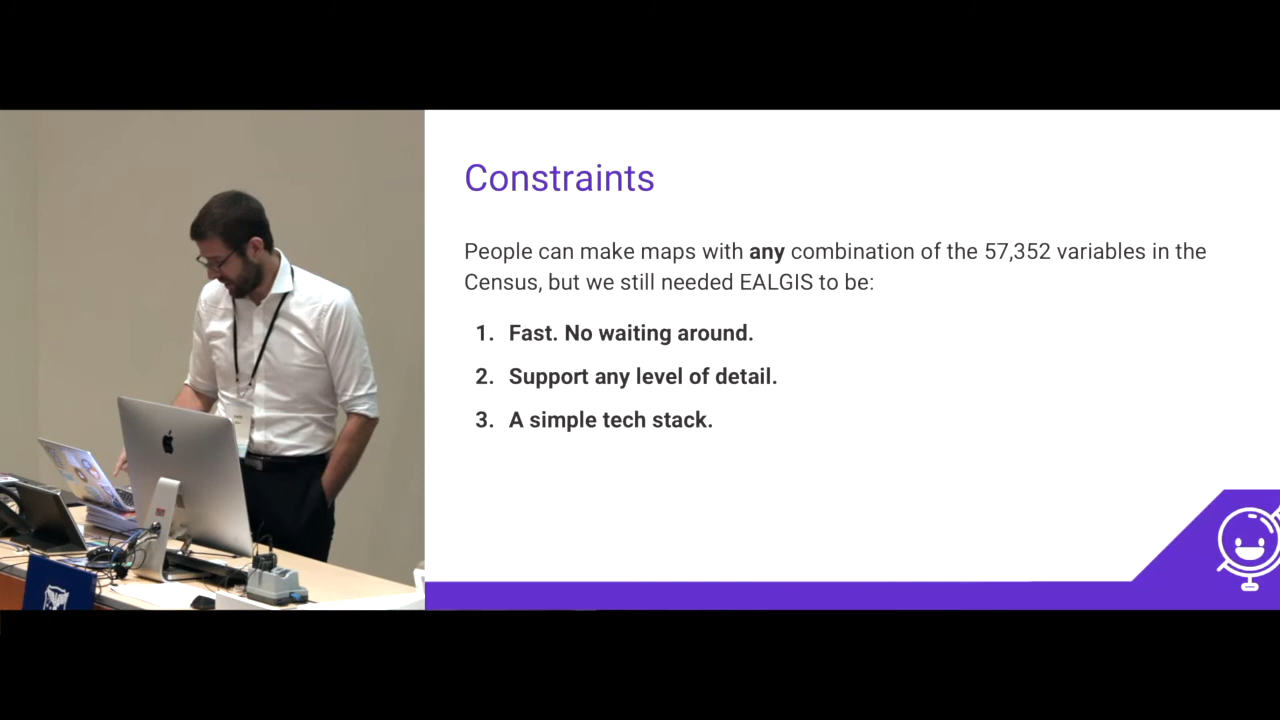 Constraints
People can make maps with any combination of the 57,352 variables in the
Census, but we still needed EALGIS to be:
1. Fast. No waiting around.
2. Support any level of detail.
3. A simple tech stack.